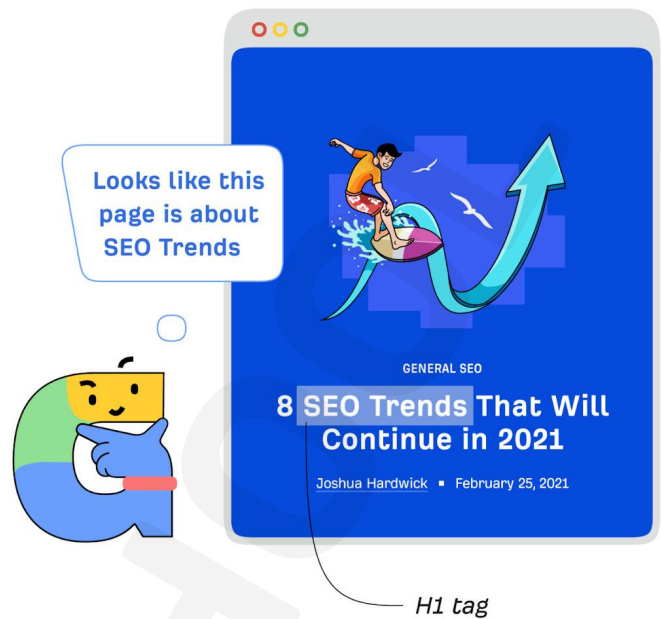 Looks like this
page is about
SEO Trends
GENERAL SEO
8 SEO Trends That Will
Continue in 2021
Joshua Hardwick ▪ February 25, 2021
H1 tag